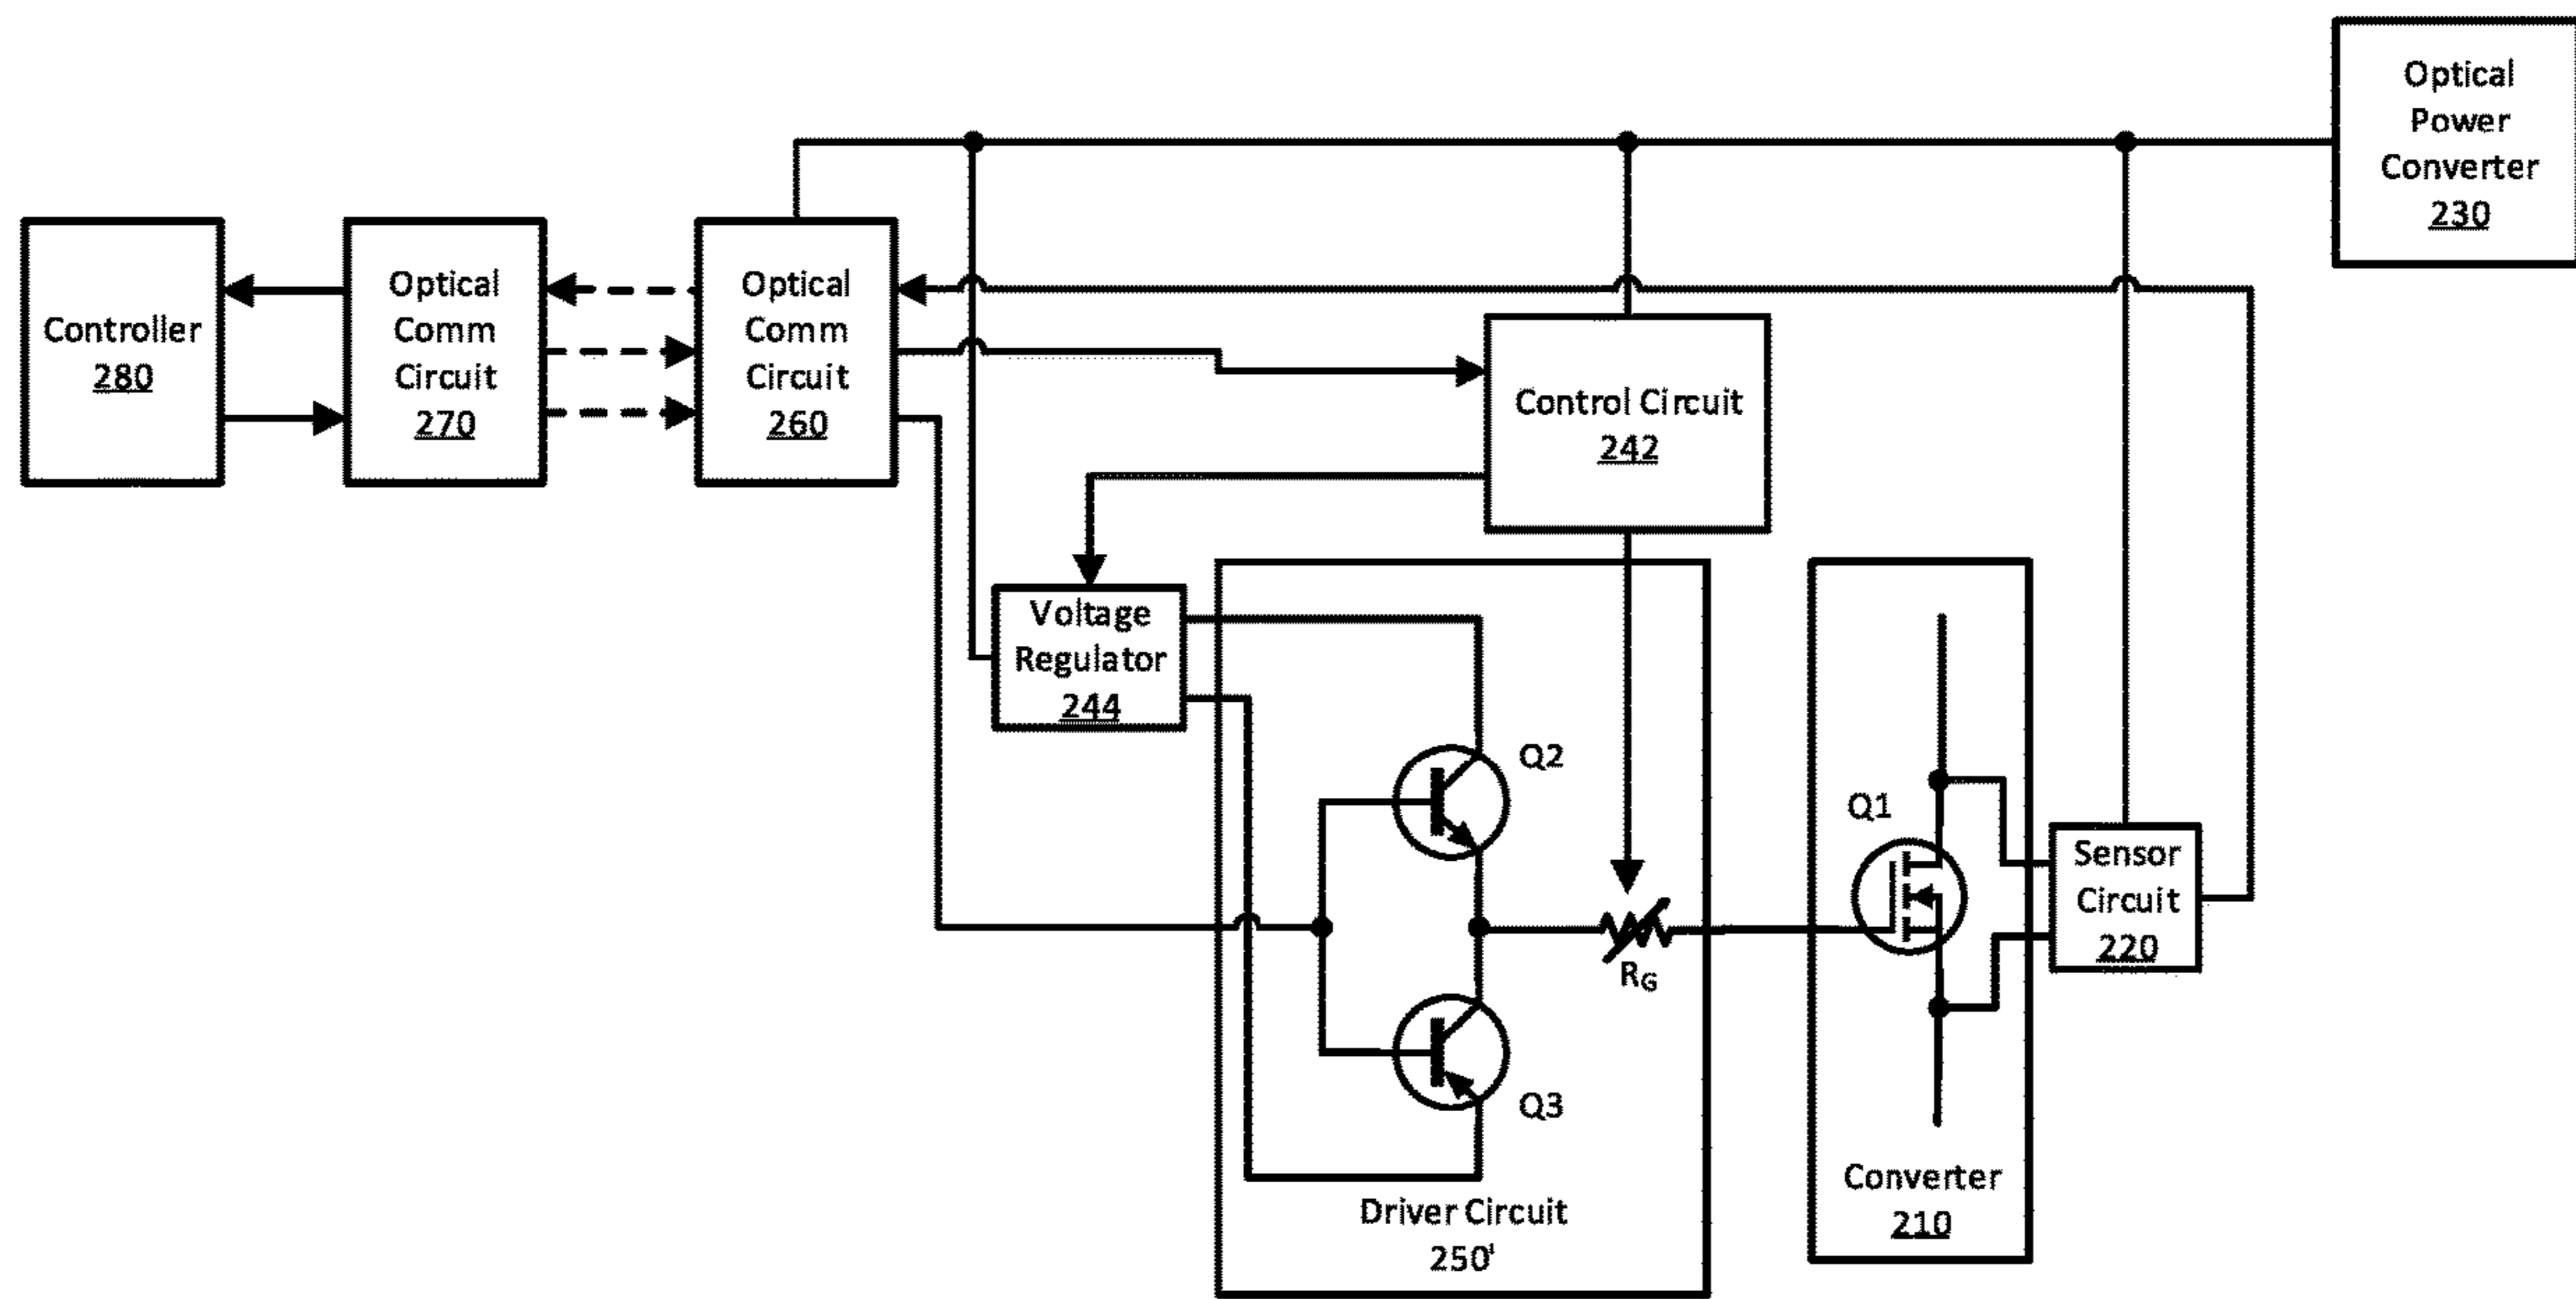 Optical
Power
Converter
230
Controller
280
Optical
Comm
Circuit
270
Optical
Comm
Circuit
260
Control Circuit
242
Voltage
Regulator
244
Q2
Q3
RG
Driver Circuit
250'
Q1
Converter
210
Sensor
Circuit
220